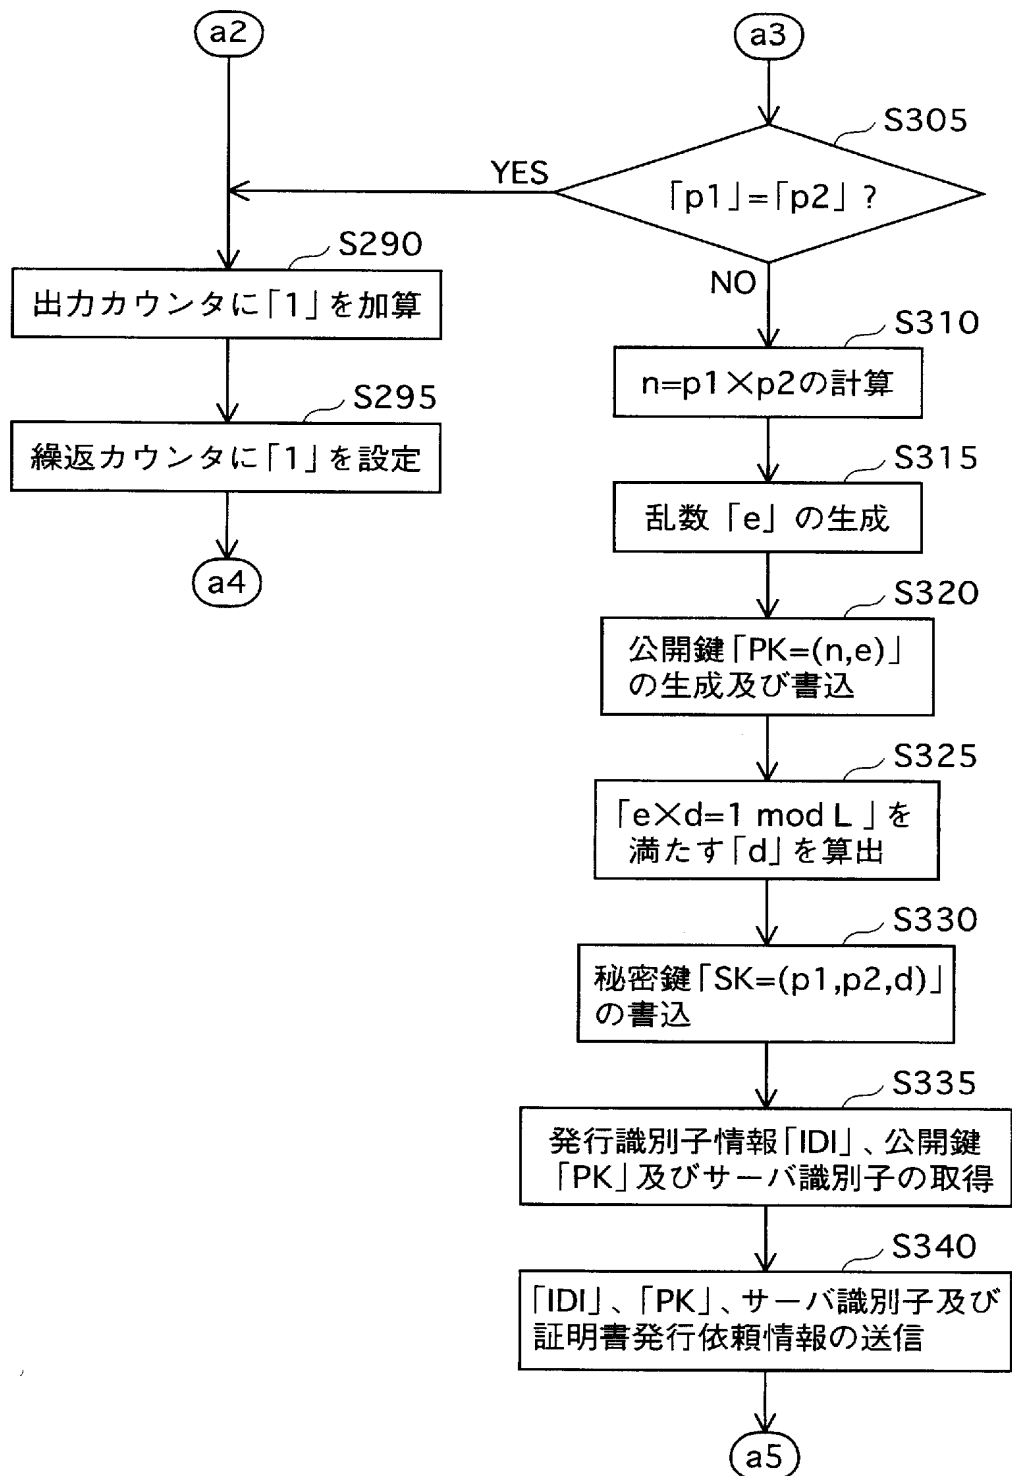 a2
a3
S305
YES
「p1」=「p2」?
S290
NO
出力カウンタに「1」を加算
S310
n=p1×p2の計算
S295
繰返カウンタに「1」を設定
S315
乱数「e」の生成
a4
S320
公開鍵「PK=(n,e)」
の生成及び書込
S325
「e×d=1 mod L」を
満たす「d」を算出
S330
秘密鍵「SK=(p1,p2,d)」
の書込
S335
発行識別子情報「IDI」、公開鍵
「PK」及びサーバ識別子の取得
S340
「IDI」、「PK」、サーバ識別子及び
証明書発行依頼情報の送信
a5